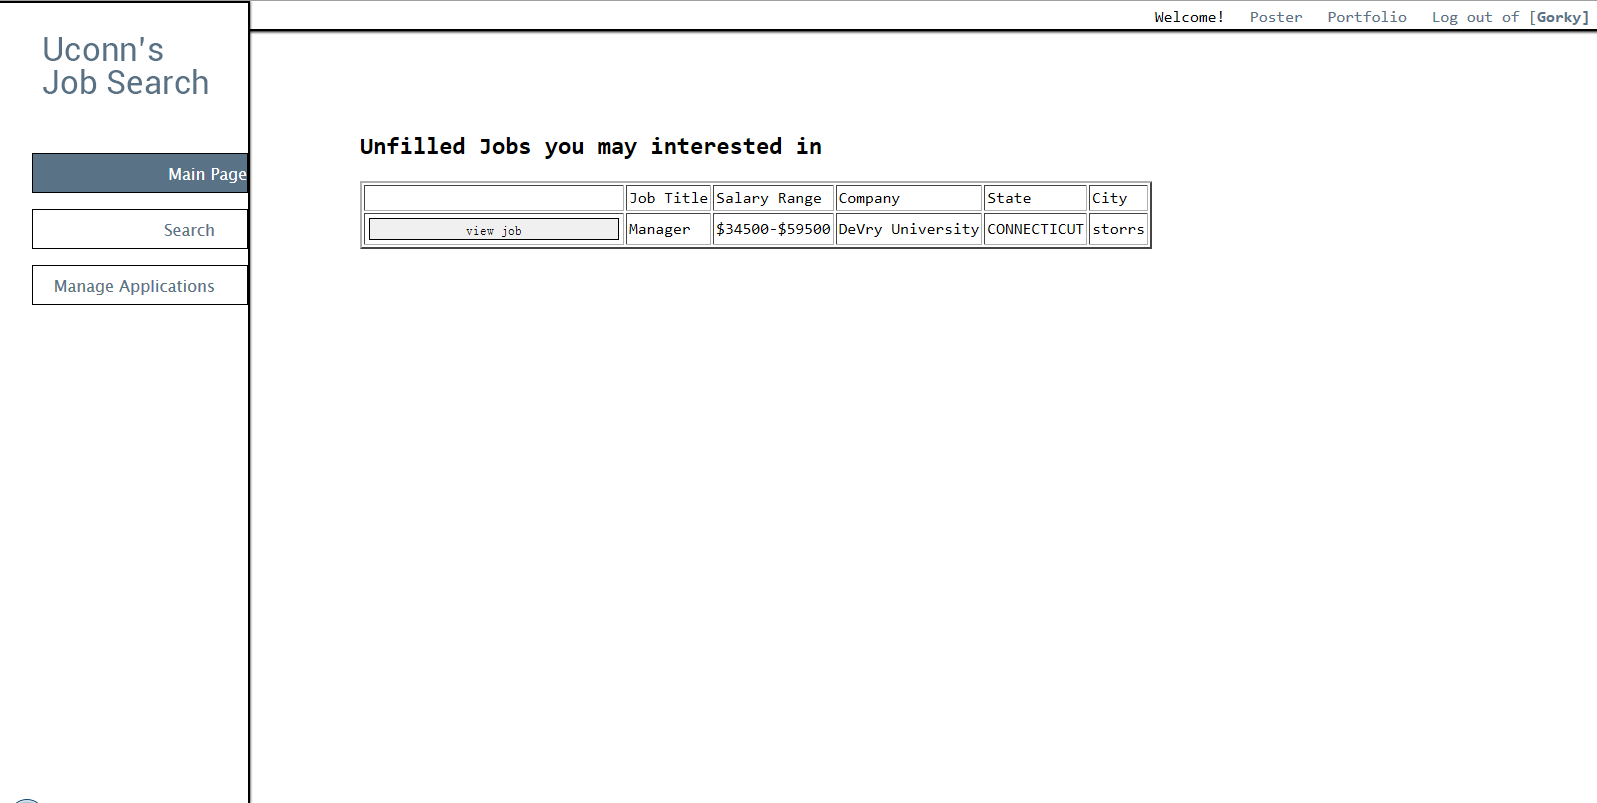 Welcome! Poster Portfolio Log out of [Gorky]
Uconn's
Job Search
Main Page
Search
Manage Applications
Unfilled Jobs you may interested in
Job Title Salary Range Company State City
view job Manager $34500-$59500 DeVry University CONNECTICUT storrs